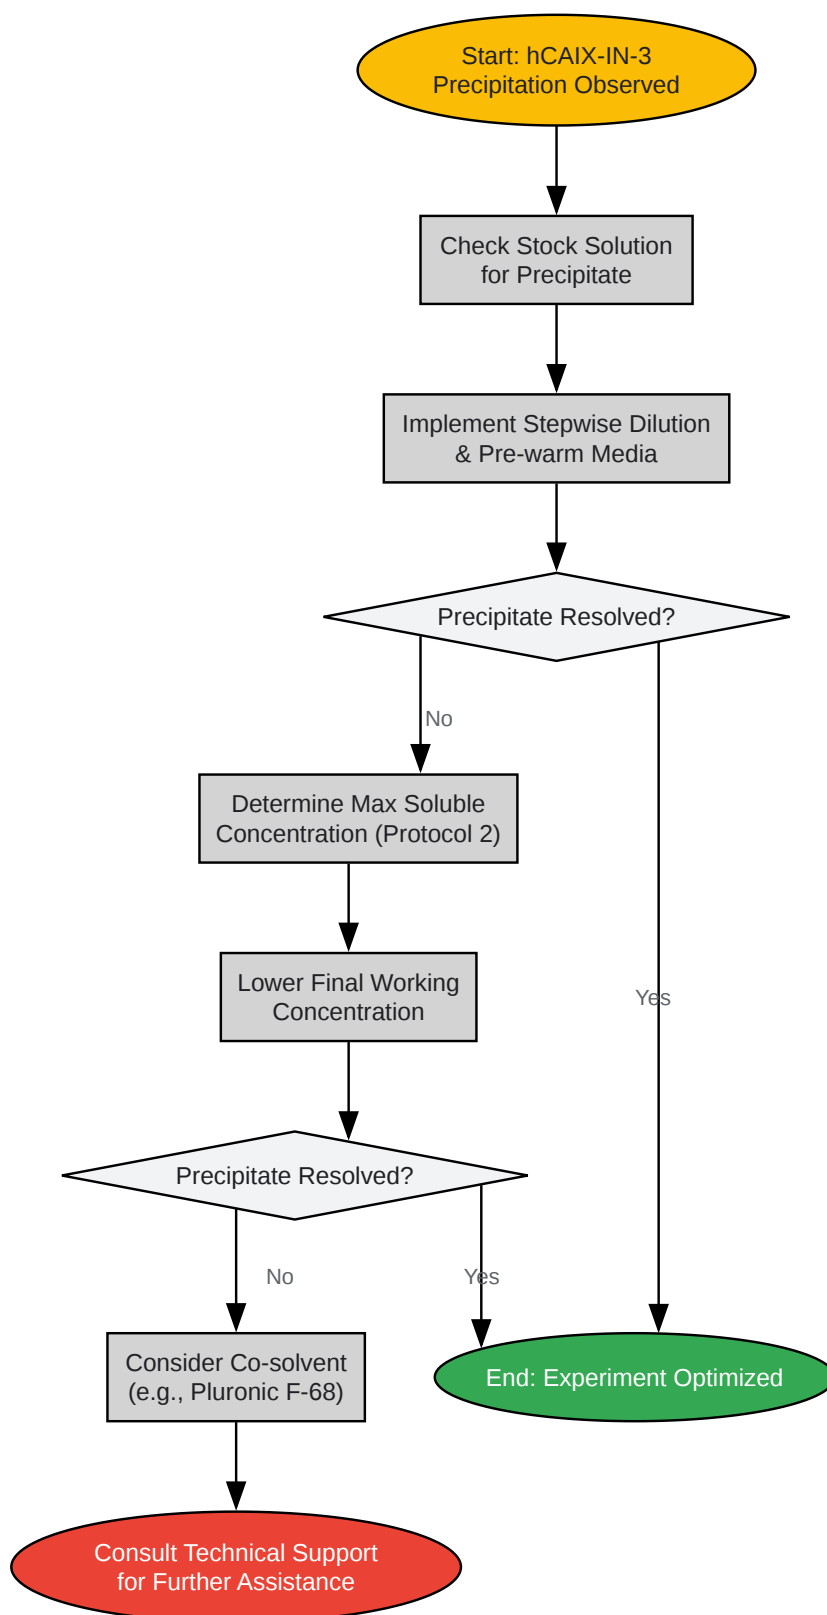 Start: hCAIX-IN-3
Precipitation Observed
Check Stock Solution
for Precipitate
Implement Stepwise Dilution
& Pre-warm Media
Precipitate Resolved?
No
Determine Max Soluble
Concentration (Protocol 2)
Lower Final Working
Concentration
Yes
Precipitate Resolved?
No
Yes
Consider Co-solvent
(e.g., Pluronic F-68)
End: Experiment Optimized
Consult Technical Support
for Further Assistance